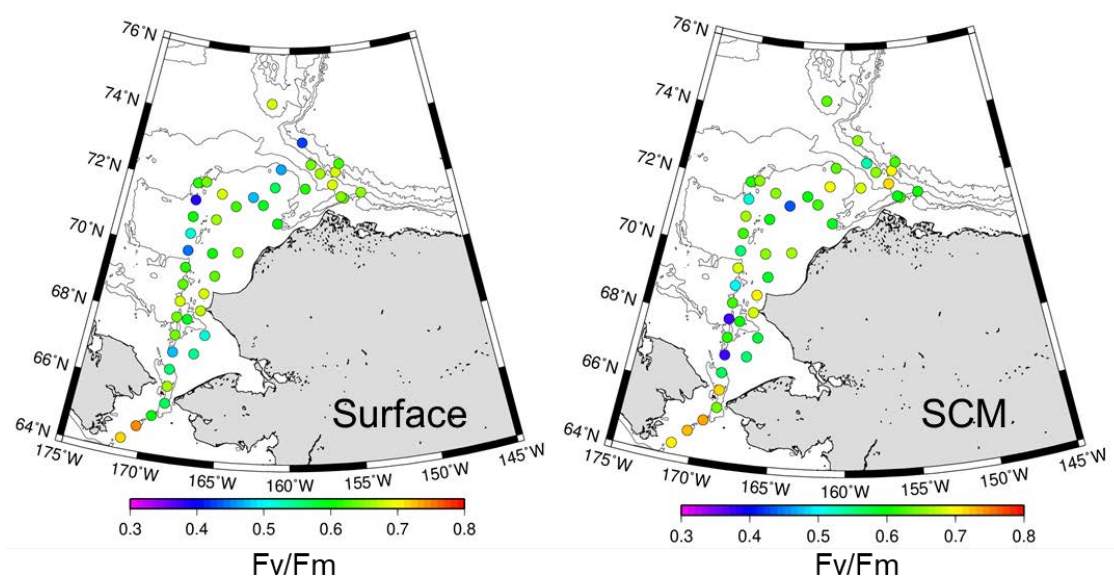 76°N
74°N
72°N
70°N
68°N
66°N
64°N
175°W
170°W
165°W
160°W
155°W
150°W
145°W
Surface
0.3 0.4 0.5 0.6 0.7 0.8
Fv/Fm
76°N
74°N
72°N
70°N
68°N
66°N
64°N
175°W
170°W
165°W
160°W
155°W
150°W
145°W
SCM
0.3 0.4 0.5 0.6 0.7 0.8
Fv/Fm